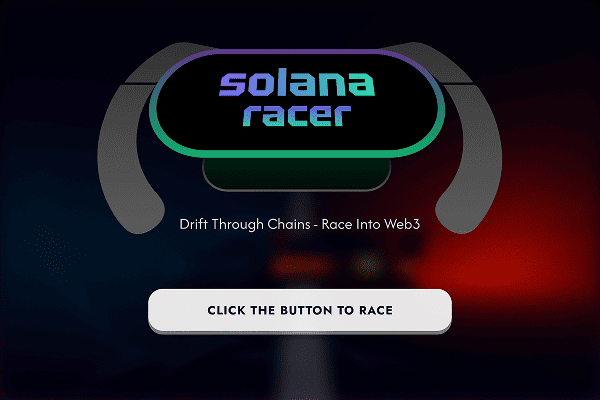 solana
racer
Drift Through Chains - Race Into Web3
CLICK THE BUTTON TO RACE